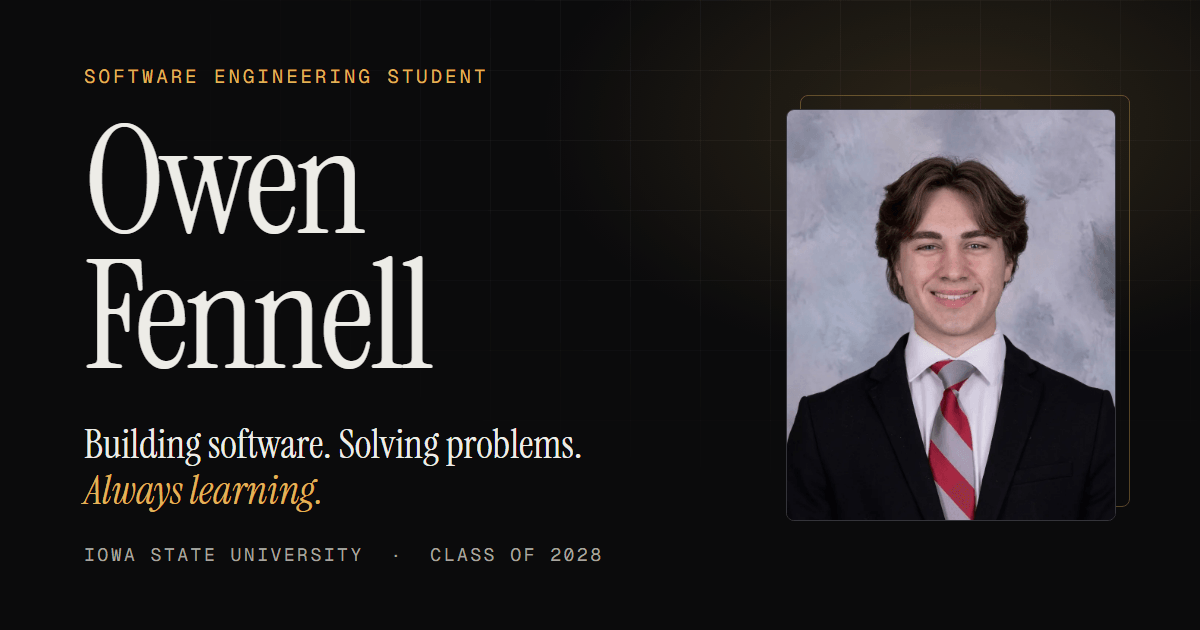 SOFTWARE ENGINEERING STUDENT
Owen
Fennell
Building software. Solving problems.
Always learning.
IOWA STATE UNIVERSITY · CLASS OF 2028